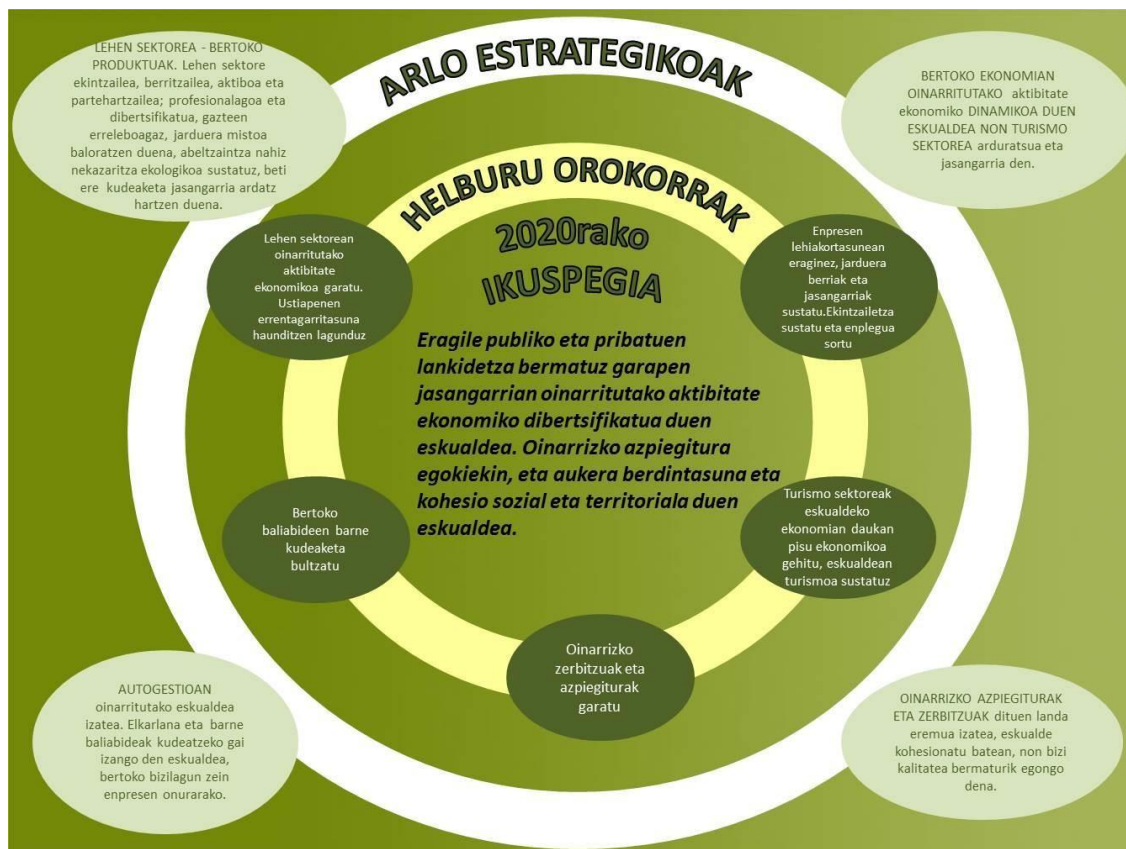 LEHEN SEKTOREA - BERTOKO
PRODUKTUAK. Lehen sektore
ekintzailea, berritzailea, aktiboa eta
partehartzailea; profesionalagoa eta
dibertsifikatua, gazteen
erreleboagaz, jarduera mistoa
baloratzen duena, abeltzaintza nahiz
nekazaritza ekologikoa sustatuz, beti
ere kudeaketa jasangarria ardatz
hartzen duena.
ARLO ESTRATEGIKOAK
BERTOKO EKONOMIAN
OINARRITUTAKO aktibitate
ekonomiko DINAMIKOA DUEN
ESKUALDEA NON TURISMO
SEKTOREA arduratsua eta
jasangarria den.
HELBURU OROKORRAK
2020rako
IKUSPEGIA
Lehen sektorean
oinarritutako
aktibitate
ekonomikoa garatu.
Ustiapenen
errentagarritasuna
haunditzen lagunduz
Enpresen
lehiakortasunean
eraginez, jarduera
berriak eta
jasangarriak
sustatu.Ekintzailetza
sustatu eta enplegua
sortu
Eragile publiko eta pribatuen
lankidetza bermatuz garapen
jasangarrian oinarritutako aktibitate
ekonomiko dibertsifikatua duen
eskualdea. Oinarrizko azpiegitura
egokiekin, eta aukera berdintasuna eta
kohesio sozial eta territoriala duen
eskualdea.
Bertoko
baliabideen barne
kudeaketa
bultzatu
Turismo sektoreak
eskualdeko
ekonomian daukan
pisu ekonomikoa
gehitu, eskualdean
turismoa sustatuz
Oinarrizko
zerbitzuak eta
azpiegiturak
garatu
AUTOGESTIOAN
oinarritutako eskualdea
izatea. Elkarlana eta barne
baliabideak kudeatzeko gai
izango den eskualdea,
bertoko bizilagun zein
enpresen onurarako.
OINARRIZKO AZPIEGITURAK
ETA ZERBITZUAK dituen landa
eremua izatea, eskualde
kohesionatu batean, non bizi
kalitatea bermaturik egongo
dena.